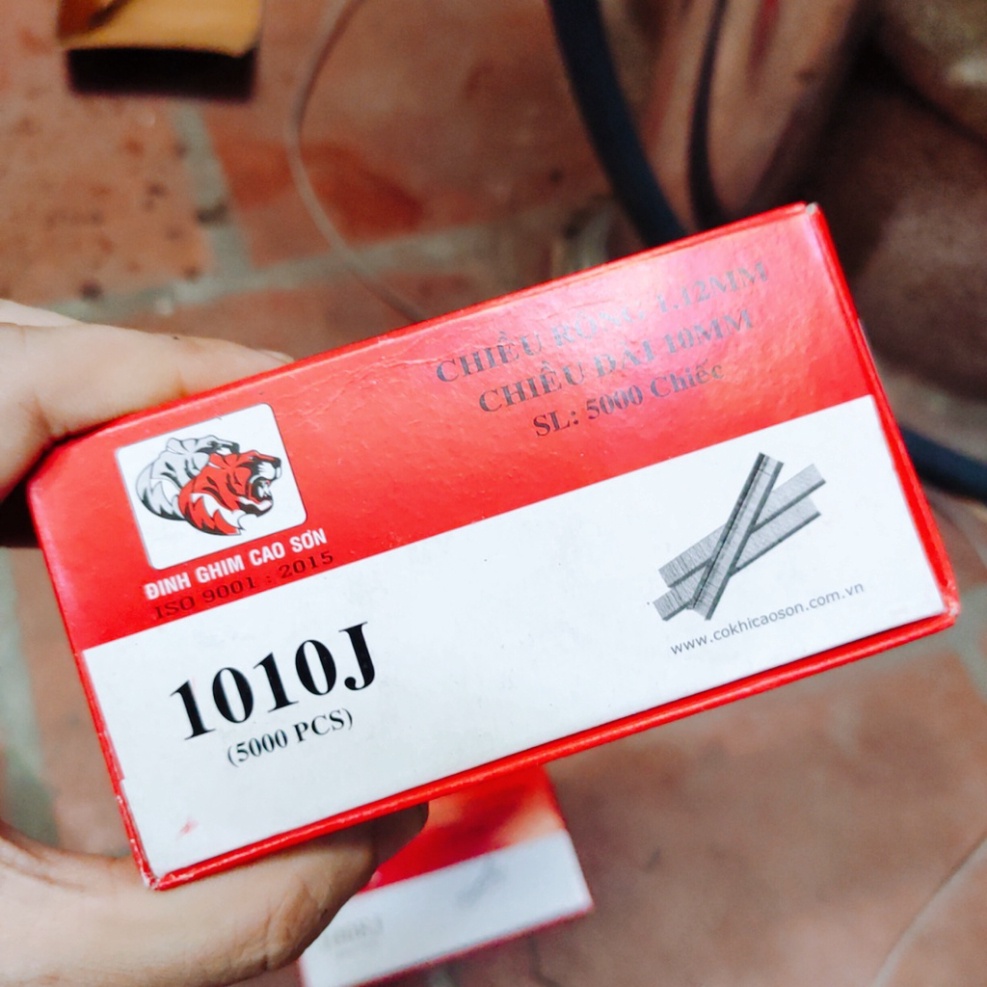 CHIỀU RỘNG 1.12MM
CHIỀU DÀI 10MM
SL: 5000 Chiếc
ĐINH GHIM CAO SƠN
ISO 9001 : 2015
1010J
(5000 PCS)
www.cokhicaoson.com.vn